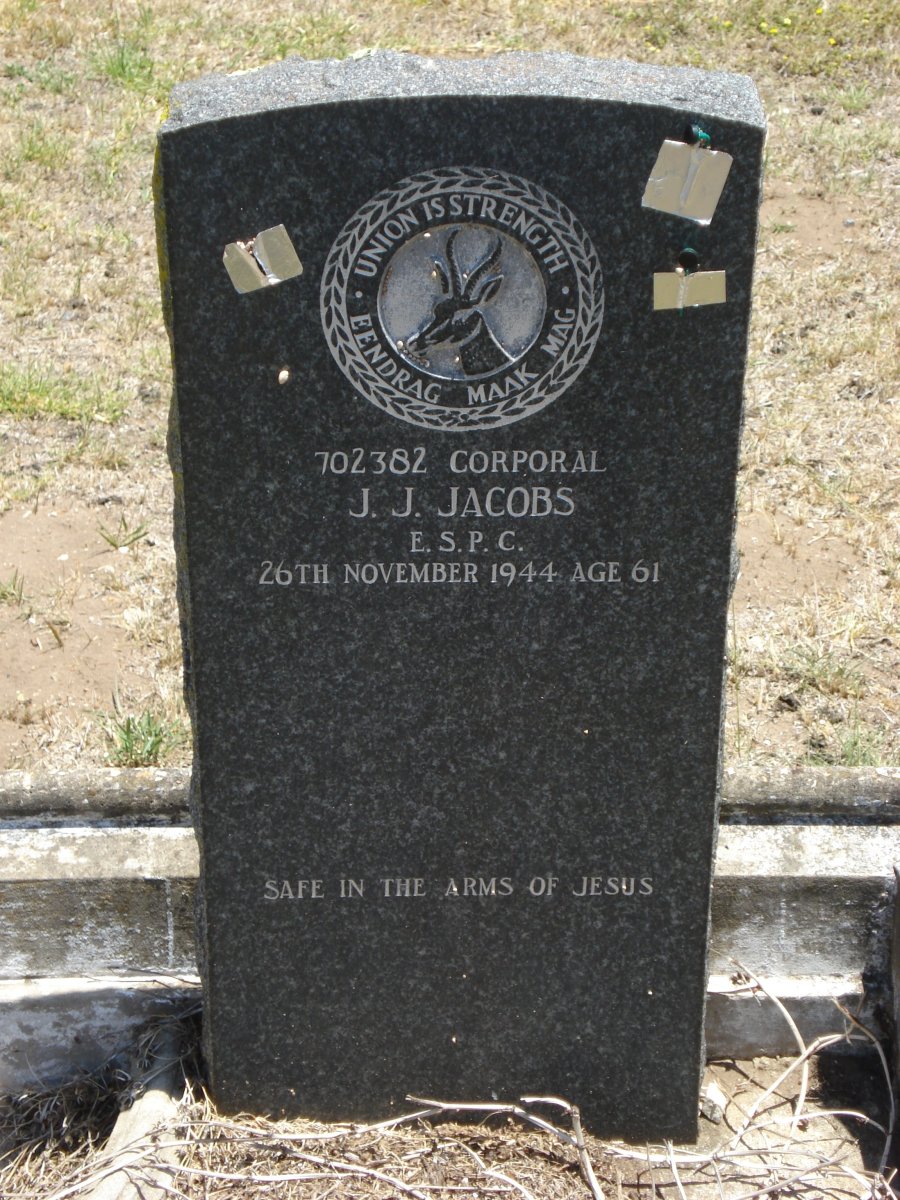 UNION IS STRENGTH
EENDRAG MAAK MAG
702382 CORPORAL
J. J. JACOBS
E. S. P. C.
26TH NOVEMBER 1944 AGE 61
SAFE IN THE ARMS OF JESUS